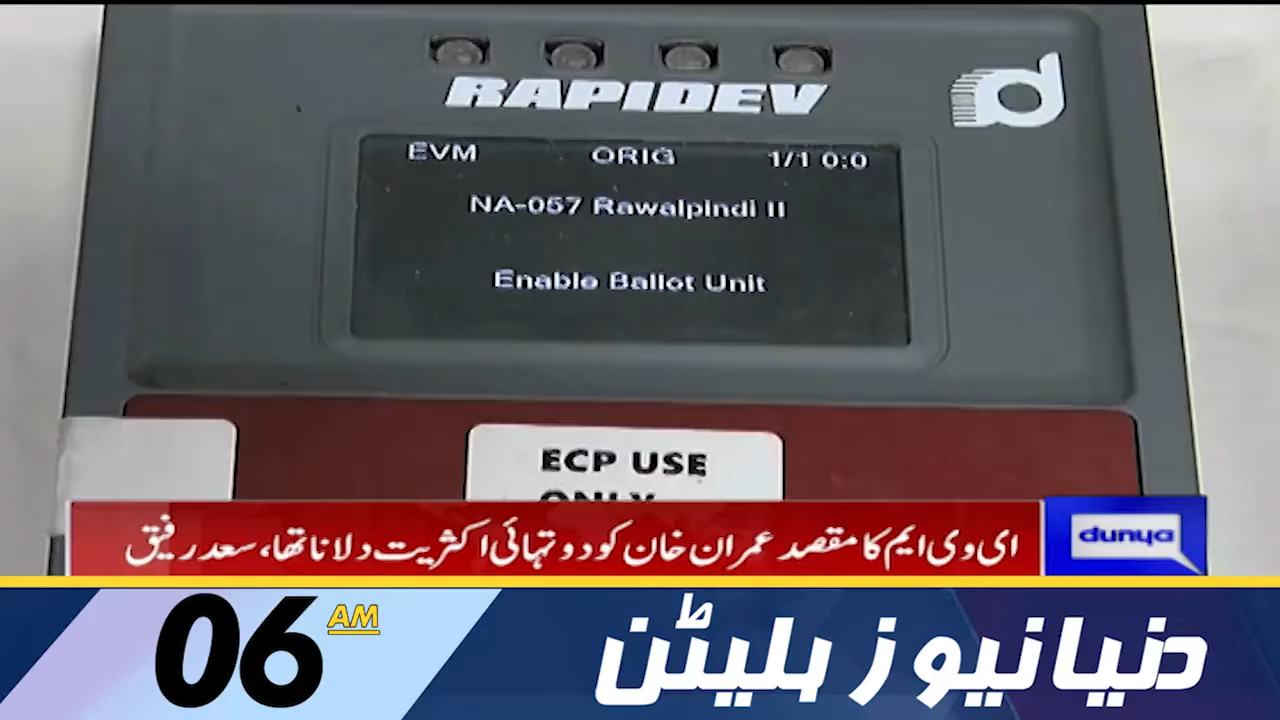 RAPIDEV
EVM ORIG 1/1 0:0
NA-057 Rawalpindi II
Enable Ballot Unit
ECP USE
ONLY
ای وی ایم کا مقصد عمران خان کو دو تہائی اکثریت دلانا تھا، سعد رفیق
dunya
06 AM
دنیا نیوز بلیٹن